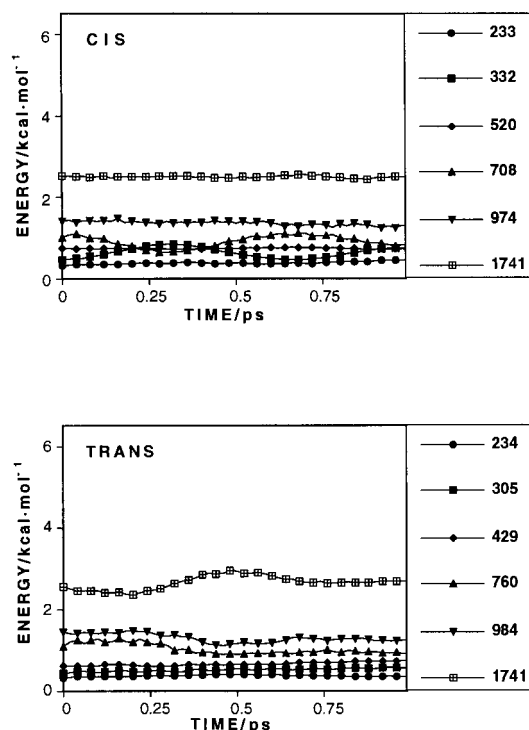 CIS
ENERGY/kcal·mol⁻¹
6
4
2
0
0 0.25 0.5 0.75
TIME/ps
233
332
520
708
974
1741
TRANS
ENERGY/kcal·mol⁻¹
6
4
2
0
0 0.25 0.5 0.75
TIME/ps
234
305
429
760
984
1741